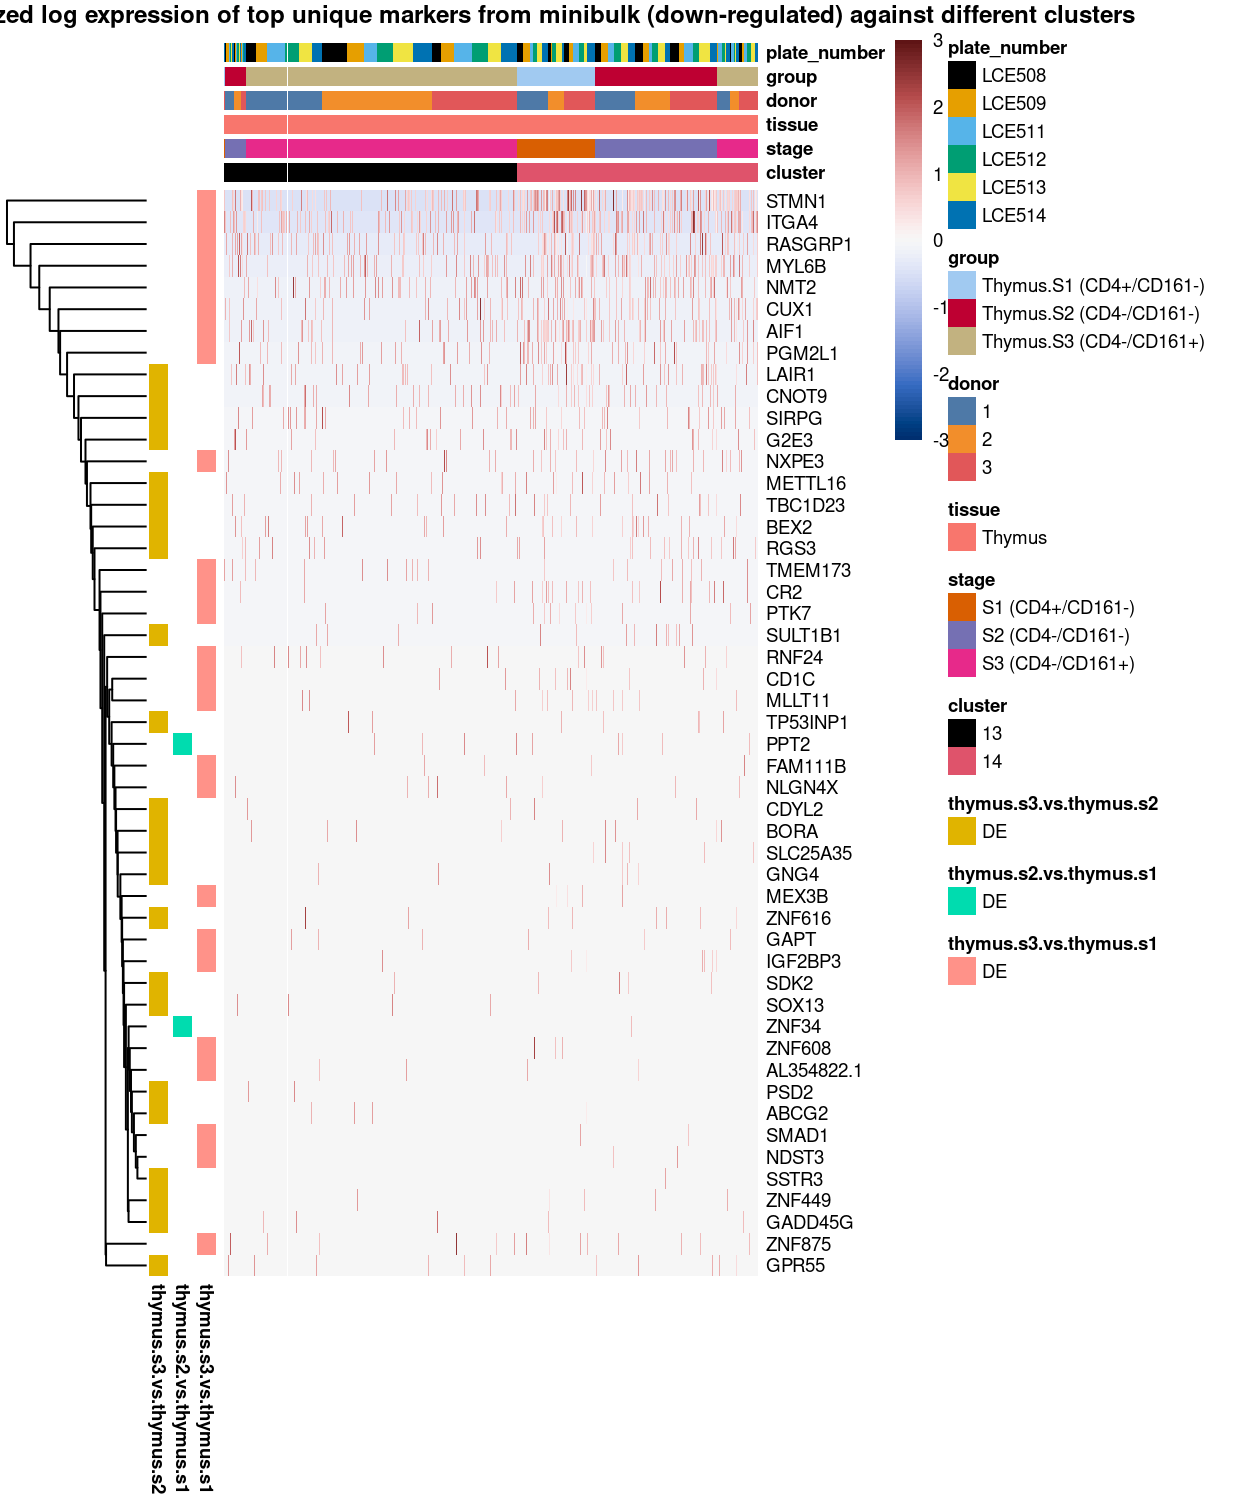 zed log expression of top unique markers from minibulk (down-regulated) against different clusters
plate_number
group
donor
tissue
stage
cluster
STMN1
ITGA4
RASGRP1
MYL6B
NMT2
CUX1
AIF1
PGM2L1
LAIR1
CNOT9
SIRPG
G2E3
NXPE3
METTL16
TBC1D23
BEX2
RGS3
TMEM173
CR2
PTK7
SULT1B1
RNF24
CD1C
MLLT11
TP53INP1
PPT2
FAM111B
NLGN4X
CDYL2
BORA
SLC25A35
GNG4
MEX3B
ZNF616
GAPT
IGF2BP3
SDK2
SOX13
ZNF34
ZNF608
AL354822.1
PSD2
ABCG2
SMAD1
NDST3
SSTR3
ZNF449
GADD45G
ZNF875
GPR55
thymus.s3.vs.thymus.s2
thymus.s2.vs.thymus.s1
thymus.s3.vs.thymus.s1
3
2
1
0
-1
-2
-3
plate_number
LCE508
LCE509
LCE511
LCE512
LCE513
LCE514
group
Thymus.S1 (CD4+/CD161-)
Thymus.S2 (CD4-/CD161-)
Thymus.S3 (CD4-/CD161+)
donor
1
2
3
tissue
Thymus
stage
S1 (CD4+/CD161-)
S2 (CD4-/CD161-)
S3 (CD4-/CD161+)
cluster
13
14
thymus.s3.vs.thymus.s2
DE
thymus.s2.vs.thymus.s1
DE
thymus.s3.vs.thymus.s1
DE